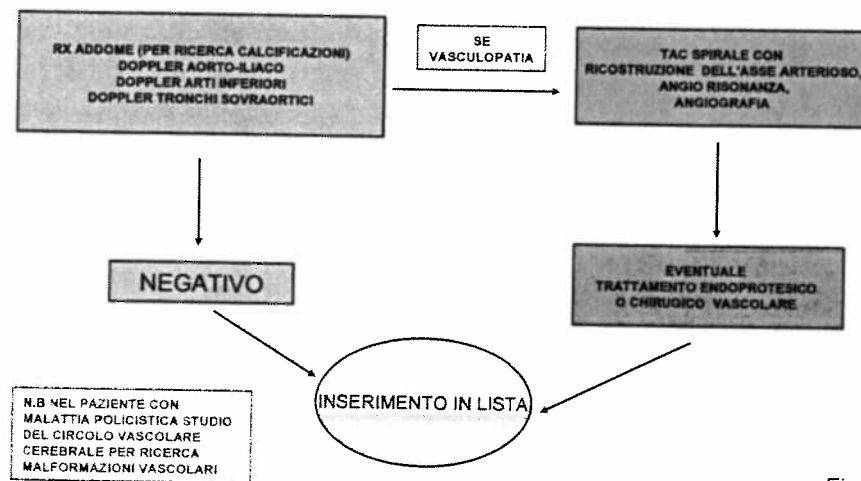 RX ADDOME (PER RICERCA CALCIFICAZIONI)
DOPPLER AORTO-ILIACO
DOPPLER ARTI INFERIORI
DOPPLER TRONCHI SOVRAORTICI
SE
VASCULOPATIA
TAC SPIRALE CON
RICOSTRUZIONE DELL'ASSE ARTERIOSO,
ANGIO RISONANZA,
ANGIOGRAFIA
NEGATIVO
EVENTUALE
TRATTAMENTO ENDOPROTESICO
O CHIRUGICO VASCOLARE
INSERIMENTO IN LISTA
N.B NEL PAZIENTE CON
MALATTIA POLICISTICA STUDIO
DEL CIRCOLO VASCOLARE
CEREBRALE PER RICERCA
MALFORMAZIONI VASCOLARI